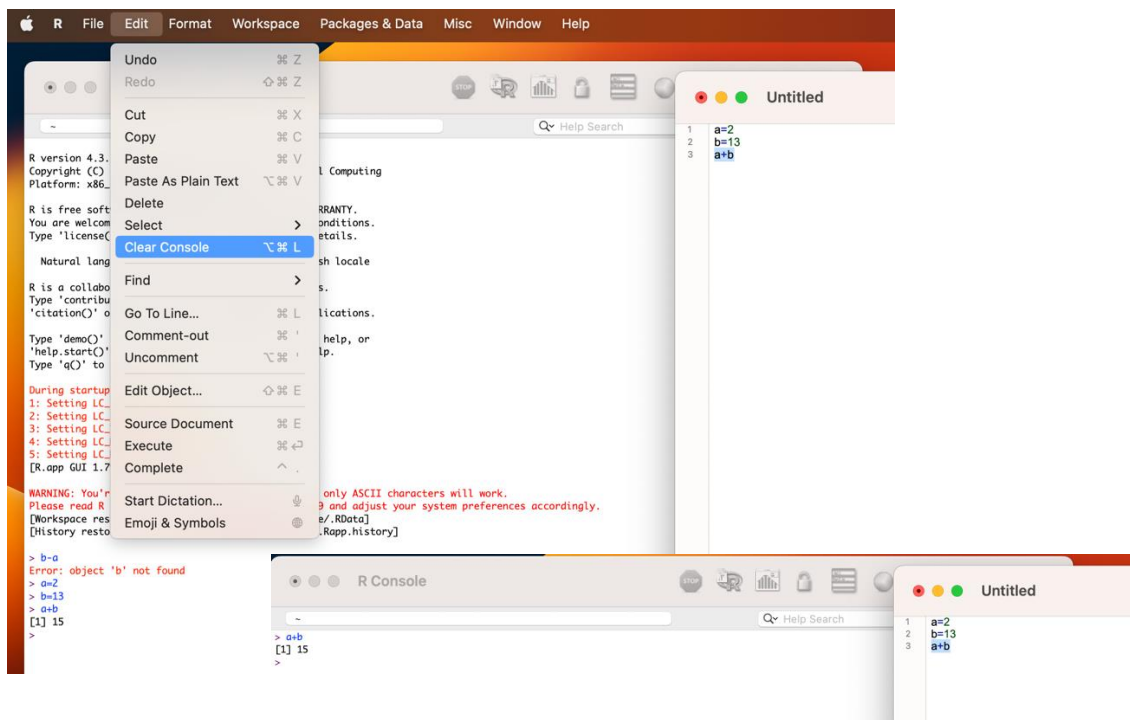 R File Edit Format Workspace Packages & Data Misc Window Help
Undo ⌘ Z
Redo ⇧ ⌘ Z
Cut ⌘ X
Copy ⌘ C
Paste ⌘ V
Paste As Plain Text ⌥ ⌘ V
Delete
Select >
Clear Console ⌥ ⌘ L
Find >
Go To Line... ⌘ L
Comment-out ⌘ '
Uncomment ⌥ ⌘ '
Edit Object... ⇧ ⌘ E
Source Document ⌘ E
Execute ⌘ ↩
Complete ^ .
Start Dictation...
Emoji & Symbols
STOP
~
Help Search
R version 4.3.
Copyright (C) l Computing
Platform: x86_
R is free soft RRANTY.
You are welcom onditions.
Type 'license( etails.
Natural lang sh locale
R is a collabo s.
Type 'contribu
'citation()' o lications.
Type 'demo()' help, or
'help.start()' lp.
Type 'q()' to
During startup
1: Setting LC_
2: Setting LC_
3: Setting LC_
4: Setting LC_
5: Setting LC_
[R.app GUI 1.7
WARNING: You'r only ASCII characters will work.
Please read R 9 and adjust your system preferences accordingly.
[Workspace res e/.RData]
[History resto .Rapp.history]
> b-a
Error: object 'b' not found
> a=2
> b=13
> a+b
[1] 15
>
Untitled
1 a=2
2 b=13
3 a+b
R Console
STOP
~
Help Search
> a+b
[1] 15
>
Untitled
1 a=2
2 b=13
3 a+b